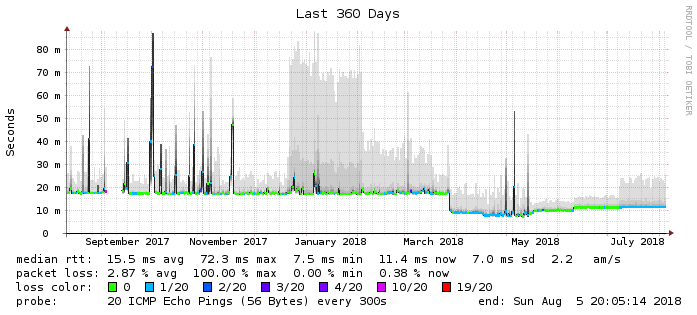 Last 360 Days
RRDTOOL / TOBI OETIKER
Seconds
80 m
70 m
60 m
50 m
40 m
30 m
20 m
10 m
0
September 2017 November 2017 January 2018 March 2018 May 2018 July 2018
median rtt: 15.5 ms avg 72.3 ms max 7.5 ms min 11.4 ms now 7.0 ms sd 2.2 am/s
packet loss: 2.87 % avg 100.00 % max 0.00 % min 0.38 % now
loss color: 0 1/20 2/20 3/20 4/20 10/20 19/20
probe: 20 ICMP Echo Pings (56 Bytes) every 300s end: Sun Aug 5 20:05:14 2018